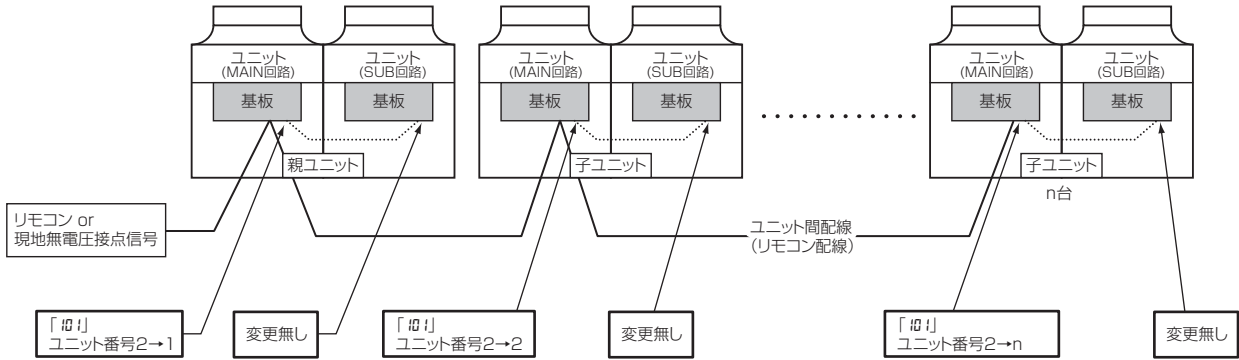 ユニット
(MAIN回路)
ユニット
(SUB回路)
ユニット
(MAIN回路)
ユニット
(SUB回路)
ユニット
(MAIN回路)
ユニット
(SUB回路)
基板
基板
基板
基板
基板
基板
親ユニット
子ユニット
子ユニット
n台
リモコン or
現地無電圧接点信号
ユニット間配線
(リモコン配線)
「101」
ユニット番号2→1
変更無し
「101」
ユニット番号2→2
変更無し
「101」
ユニット番号2→n
変更無し